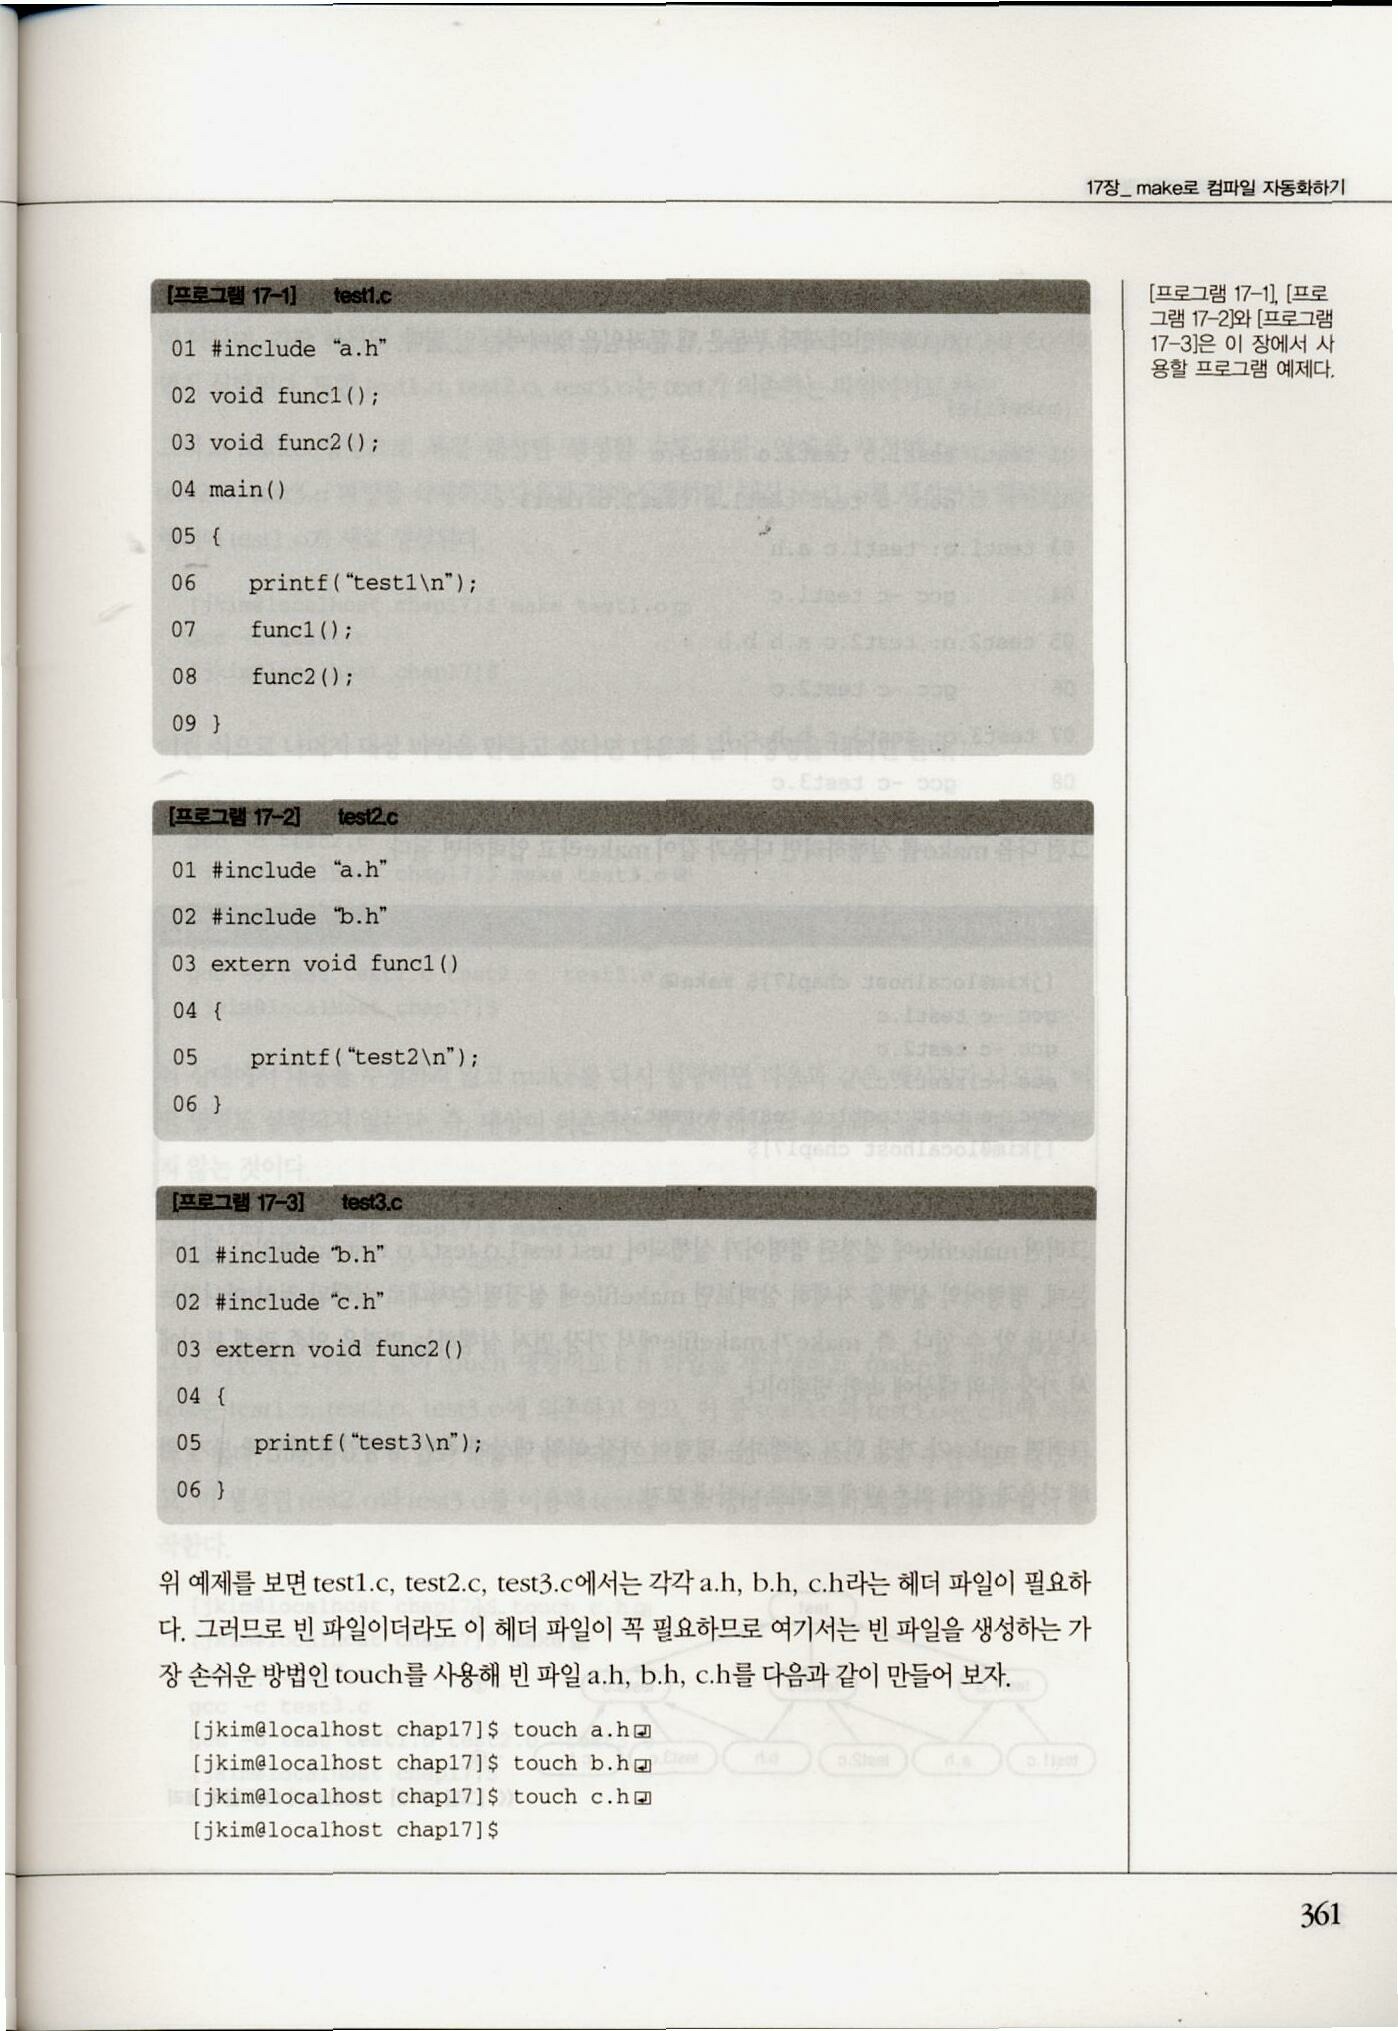 17장_ make로 컴파일 자동화하기
[프로그램 17-1] test1.c
01 #include “a.h”
02 void func1();
03 void func2();
04 main()
05 {
06 printf(“test1\n”);
07 func1();
08 func2();
09 }
[프로그램 17-1], [프로
그램 17-2]와 [프로그램
17-3]은 이 장에서 사
용할 프로그램 예제다.
[프로그램 17-2] test2.c
01 #include “a.h”
02 #include “b.h”
03 extern void func1()
04 {
05 printf(“test2\n”);
06 }
[프로그램 17-3] test3.c
01 #include “b.h”
02 #include “c.h”
03 extern void func2()
04 {
05 printf(“test3\n”);
06 }
위 예제를 보면 test1.c, test2.c, test3.c에서는 각각 a.h, b.h, c.h라는 헤더 파일이 필요하
다. 그러므로 빈 파일이더라도 이 헤더 파일이 꼭 필요하므로 여기서는 빈 파일을 생성하는 가
장 손쉬운 방법인 touch를 사용해 빈 파일 a.h, b.h, c.h를 다음과 같이 만들어 보자.
[jkim@localhost chap17]$ touch a.h
[jkim@localhost chap17]$ touch b.h
[jkim@localhost chap17]$ touch c.h
[jkim@localhost chap17]$
361